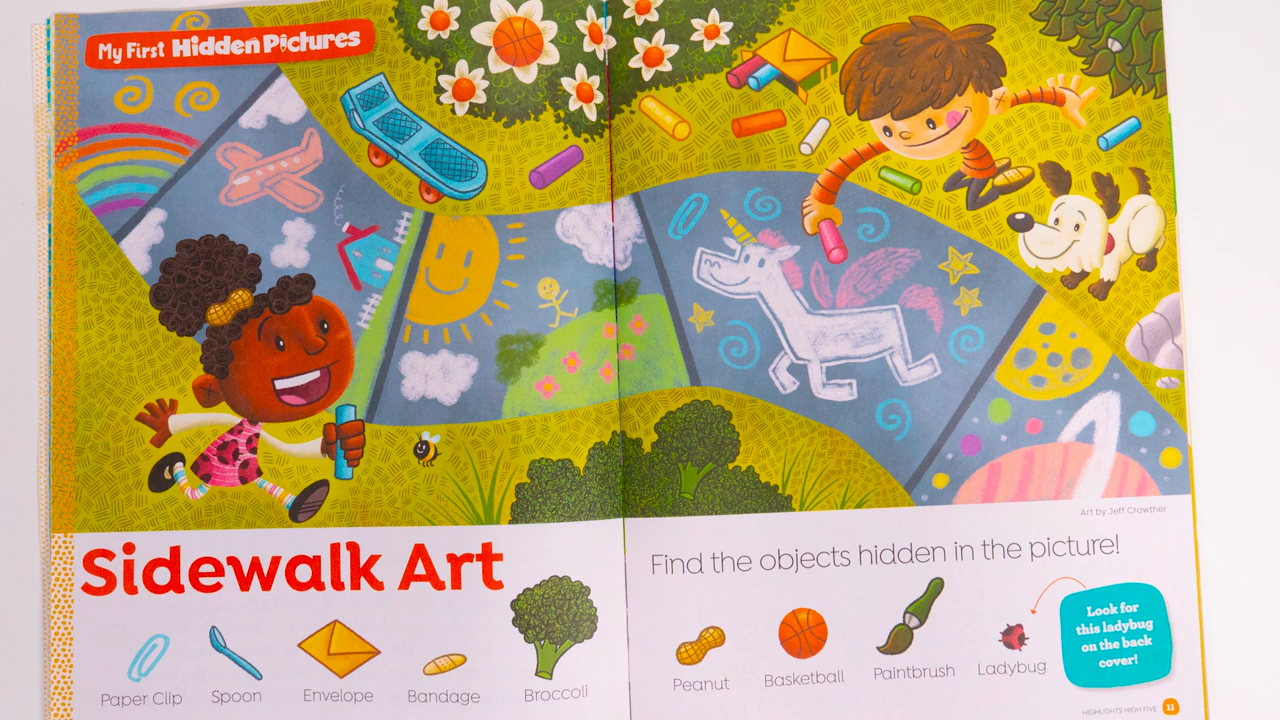 My First Hidden Pictures
Art by Jeff Crowther
Sidewalk Art
Find the objects hidden in the picture!
Paper Clip
Spoon
Envelope
Bandage
Broccoli
Peanut
Basketball
Paintbrush
Ladybug
Look for
this ladybug
on the back
cover!
HIGHLIGHTS HIGH FIVE 11